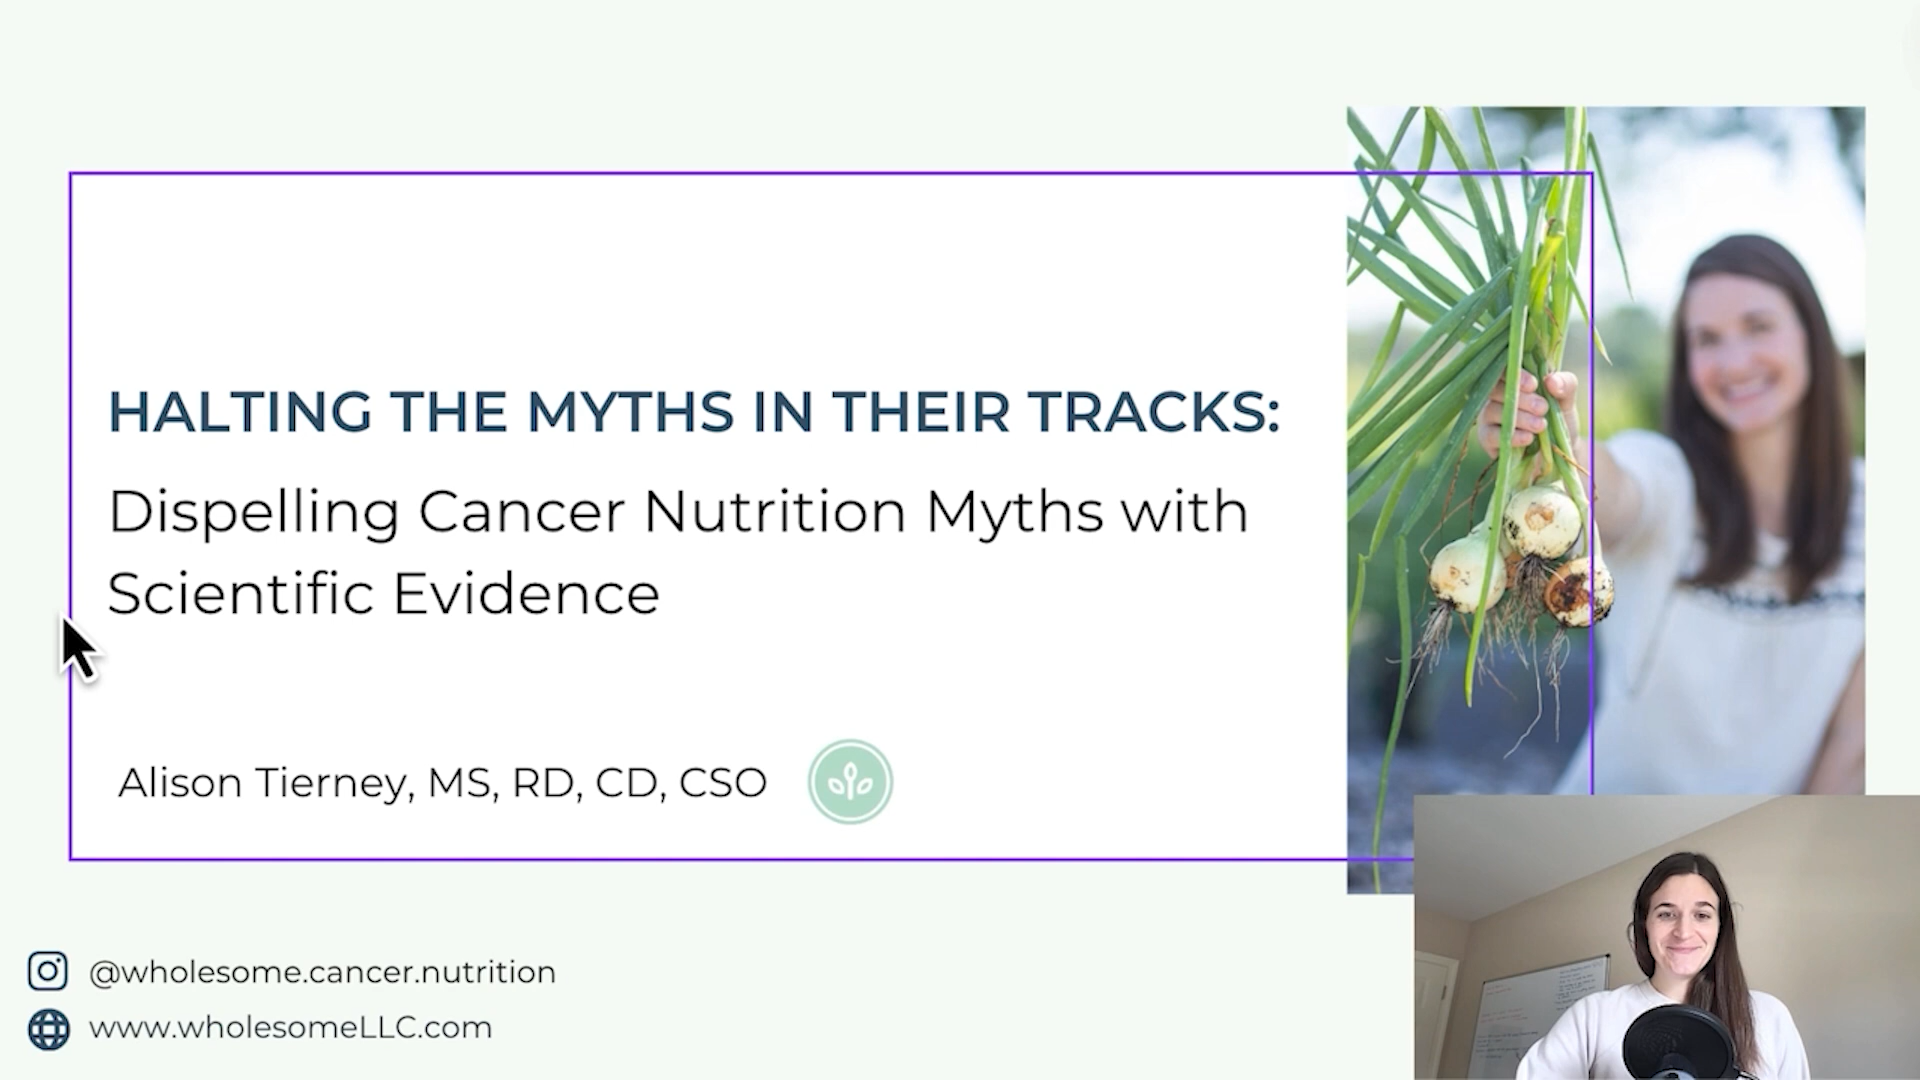 HALTING THE MYTHS IN THEIR TRACKS:
Dispelling Cancer Nutrition Myths with
Scientific Evidence
Alison Tierney, MS, RD, CD, CSO
@wholesome.cancer.nutrition
www.wholesomeLLC.com